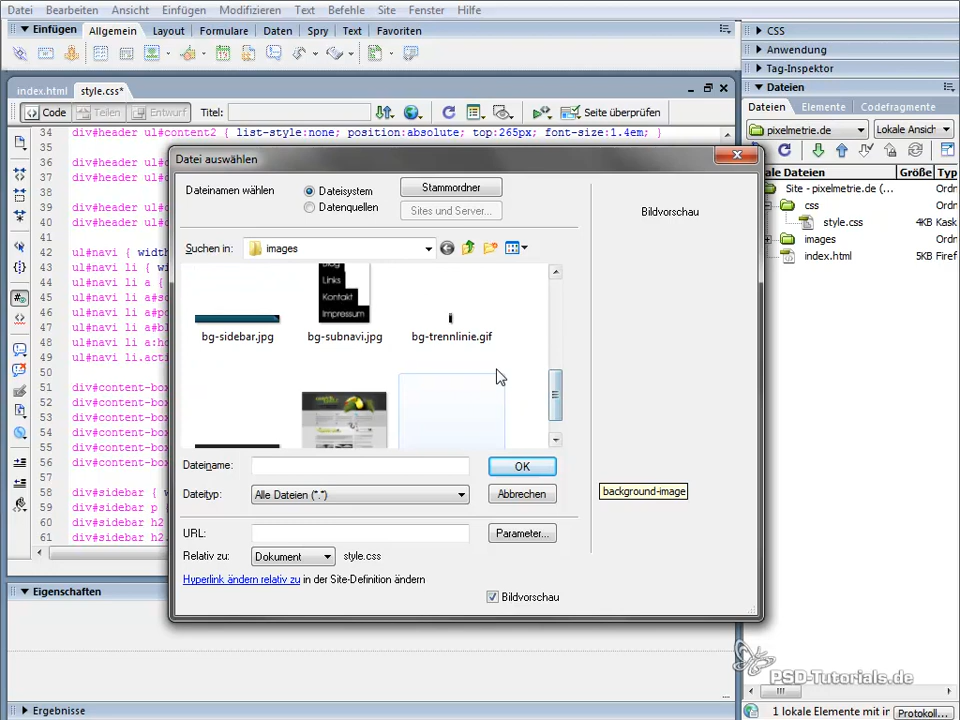 Datei Bearbeiten Ansicht Einfügen Modifizieren Text Befehle Site Fenster Hilfe
Einfügen Allgemein Layout Formulare Daten Spry Text Favoriten
CSS
Anwendung
Tag-Inspektor
Dateien
index.html style.css*
Dateien Elemente Codefragmente
Code Teilen Entwurf Titel: Seite überprüfen
pixelmetrie.de Lokale Ansicht
34 div#header ul#content2 { list-style:none; position:absolute; top:265px; font-size:1.4em; }
35
36 div#header ul#c
37 div#header ul#c
38
39 div#header ul#c
40 div#header ul#c
41
42 ul#navi { widt
43 ul#navi li { w
44 ul#navi li a {
45 ul#navi li a#s
46 ul#navi li a#p
47 ul#navi li a#b
48 ul#navi li a:h
49 ul#navi li.act
50
51 div#content-bo
52 div#content-bo
53 div#content-bo
54 div#content-bo
55 div#content-bo
56 div#content-bo
57
58 div#sidebar { w
59 div#sidebar p {
60 div#sidebar h2
61 div#sidebar h2
Datei auswählen
Dateinamen wählen Dateisystem Stammordner
Datenquellen Sites und Server...
Bildvorschau
Suchen in: images
Links
Kontakt
Impressum
bg-sidebar.jpg bg-subnavi.jpg bg-trennlinie.gif
Dateiname: OK
Dateityp: Alle Dateien (*.*) Abbrechen
background-image
URL: Parameter...
Relativ zu: Dokument style.css
Hyperlink ändern relativ zu in der Site-Definition ändern
Bildvorschau
ale Dateien Größe Typ
Site - pixelmetrie.de (... Ordn
css Ordn
style.css 4KB Kask
images Ordn
index.html 5KB Firef
Eigenschaften
Ergebnisse
PSD-Tutorials.de
1 lokale Elemente mit ir Protokoll...